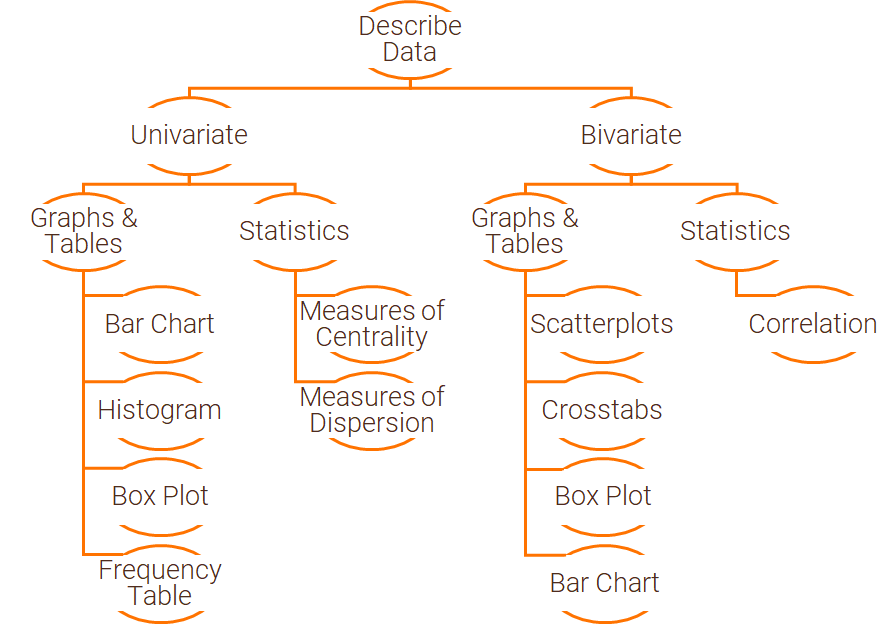 Describe
Data
Univariate
Bivariate
Graphs &
Tables
Statistics
Graphs &
Tables
Statistics
Bar Chart
Measures of
Centrality
Scatterplots
Correlation
Histogram
Measures of
Dispersion
Crosstabs
Box Plot
Box Plot
Frequency
Table
Bar Chart